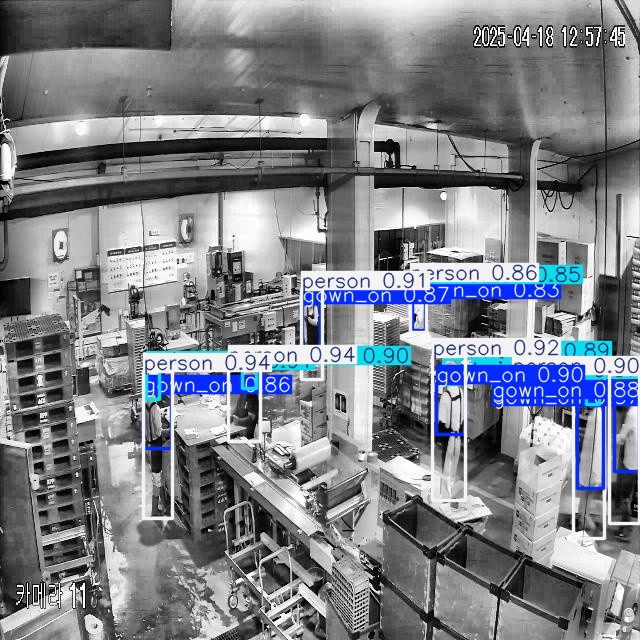 2025-04-18 12:57:45
person 0.91
erson 0.86
0.85
gown_on 0.87
n_on 0.83
person 0.94
on 0.94
0.90
gown_on
0.86
person 0.92
0.89
0.90
gown_on 0.90
gown_on 0.88
카메라 11